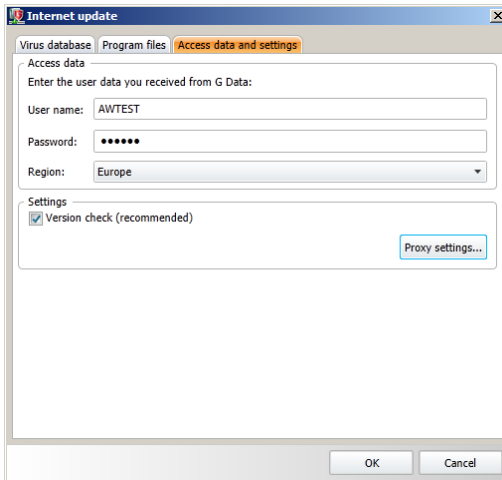 Internet update
Virus database Program files Access data and settings
Access data
Enter the user data you received from G Data:
User name: AWTEST
Password: ••••••
Region: Europe
Settings
Version check (recommended)
Proxy settings...
OK Cancel